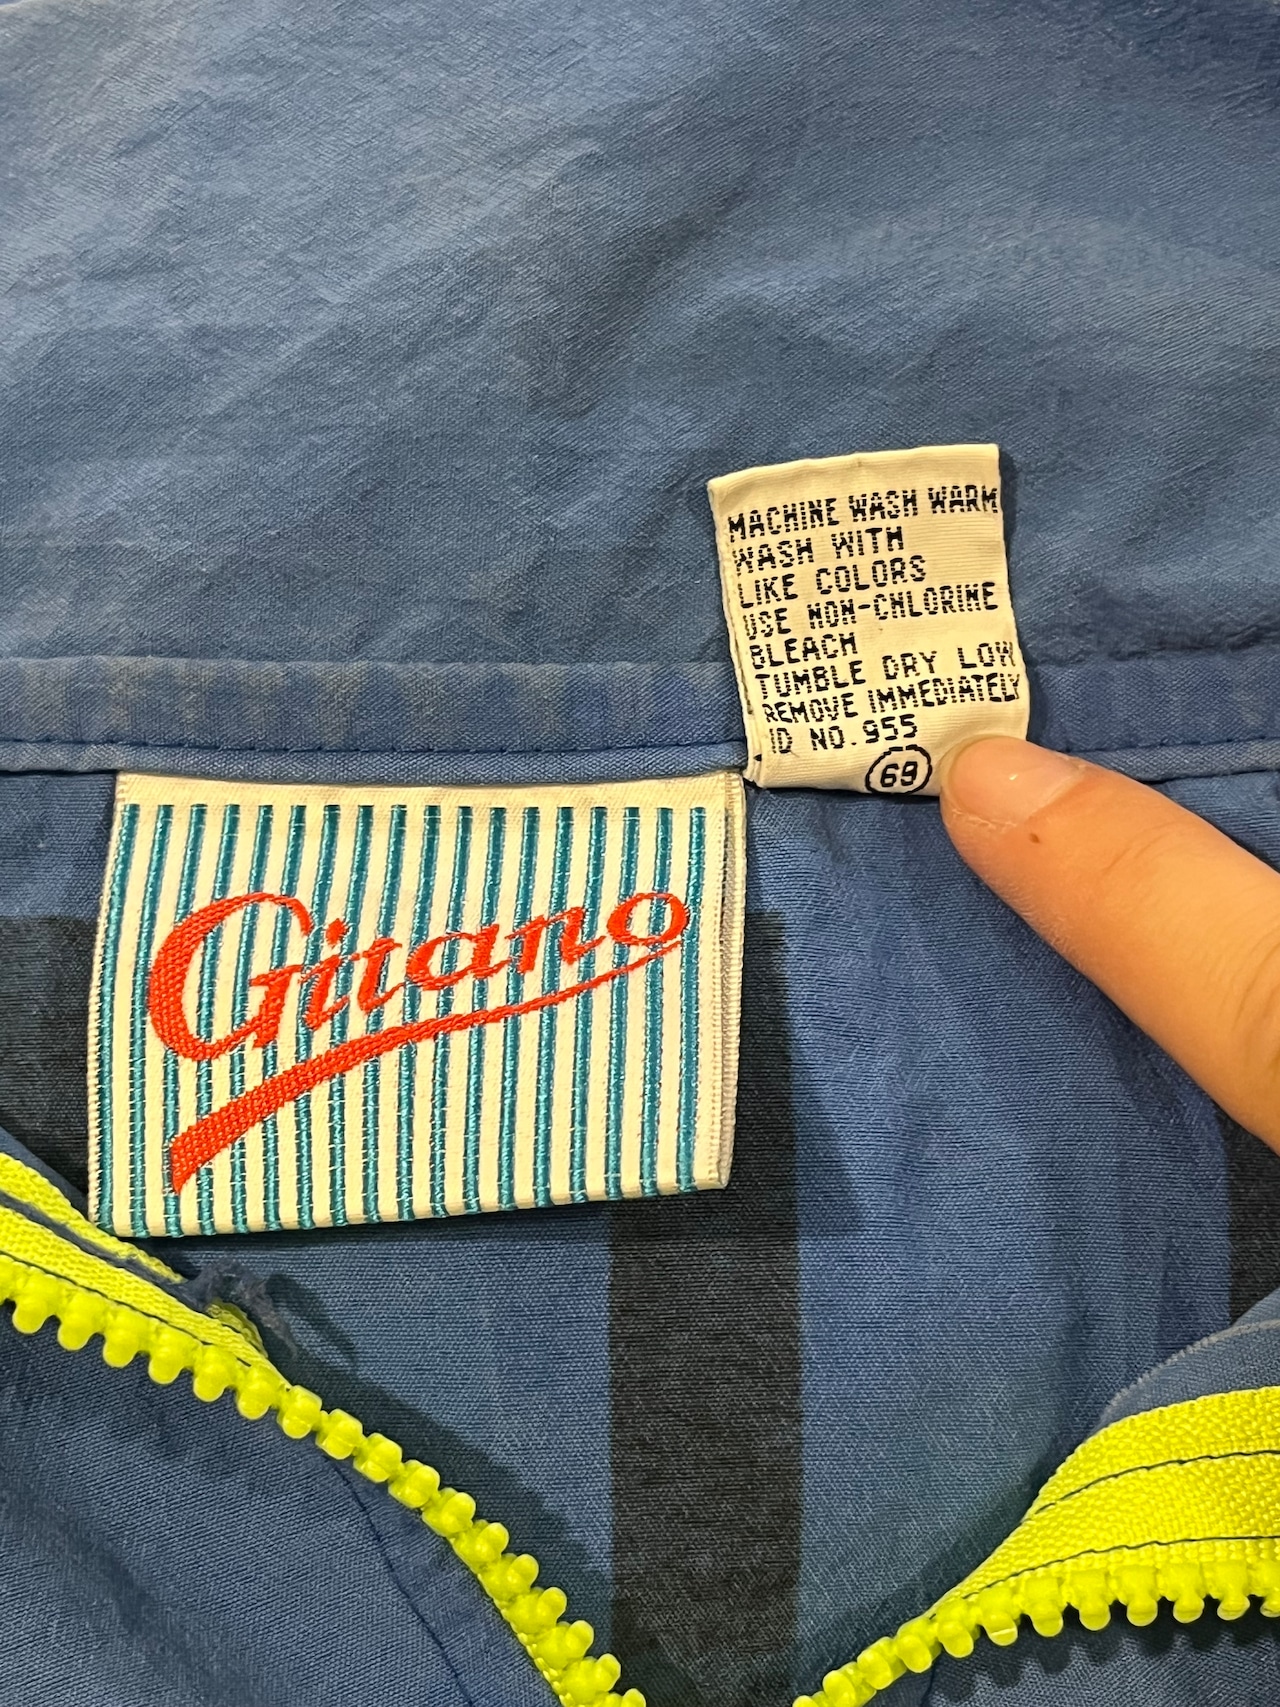 MACHINE WASH WARM
WASH WITH
LIKE COLORS
USE NON-CHLORINE
BLEACH
TUMBLE DRY LOW
REMOVE IMMEDIATELY
ID NO.955
69
Gitano